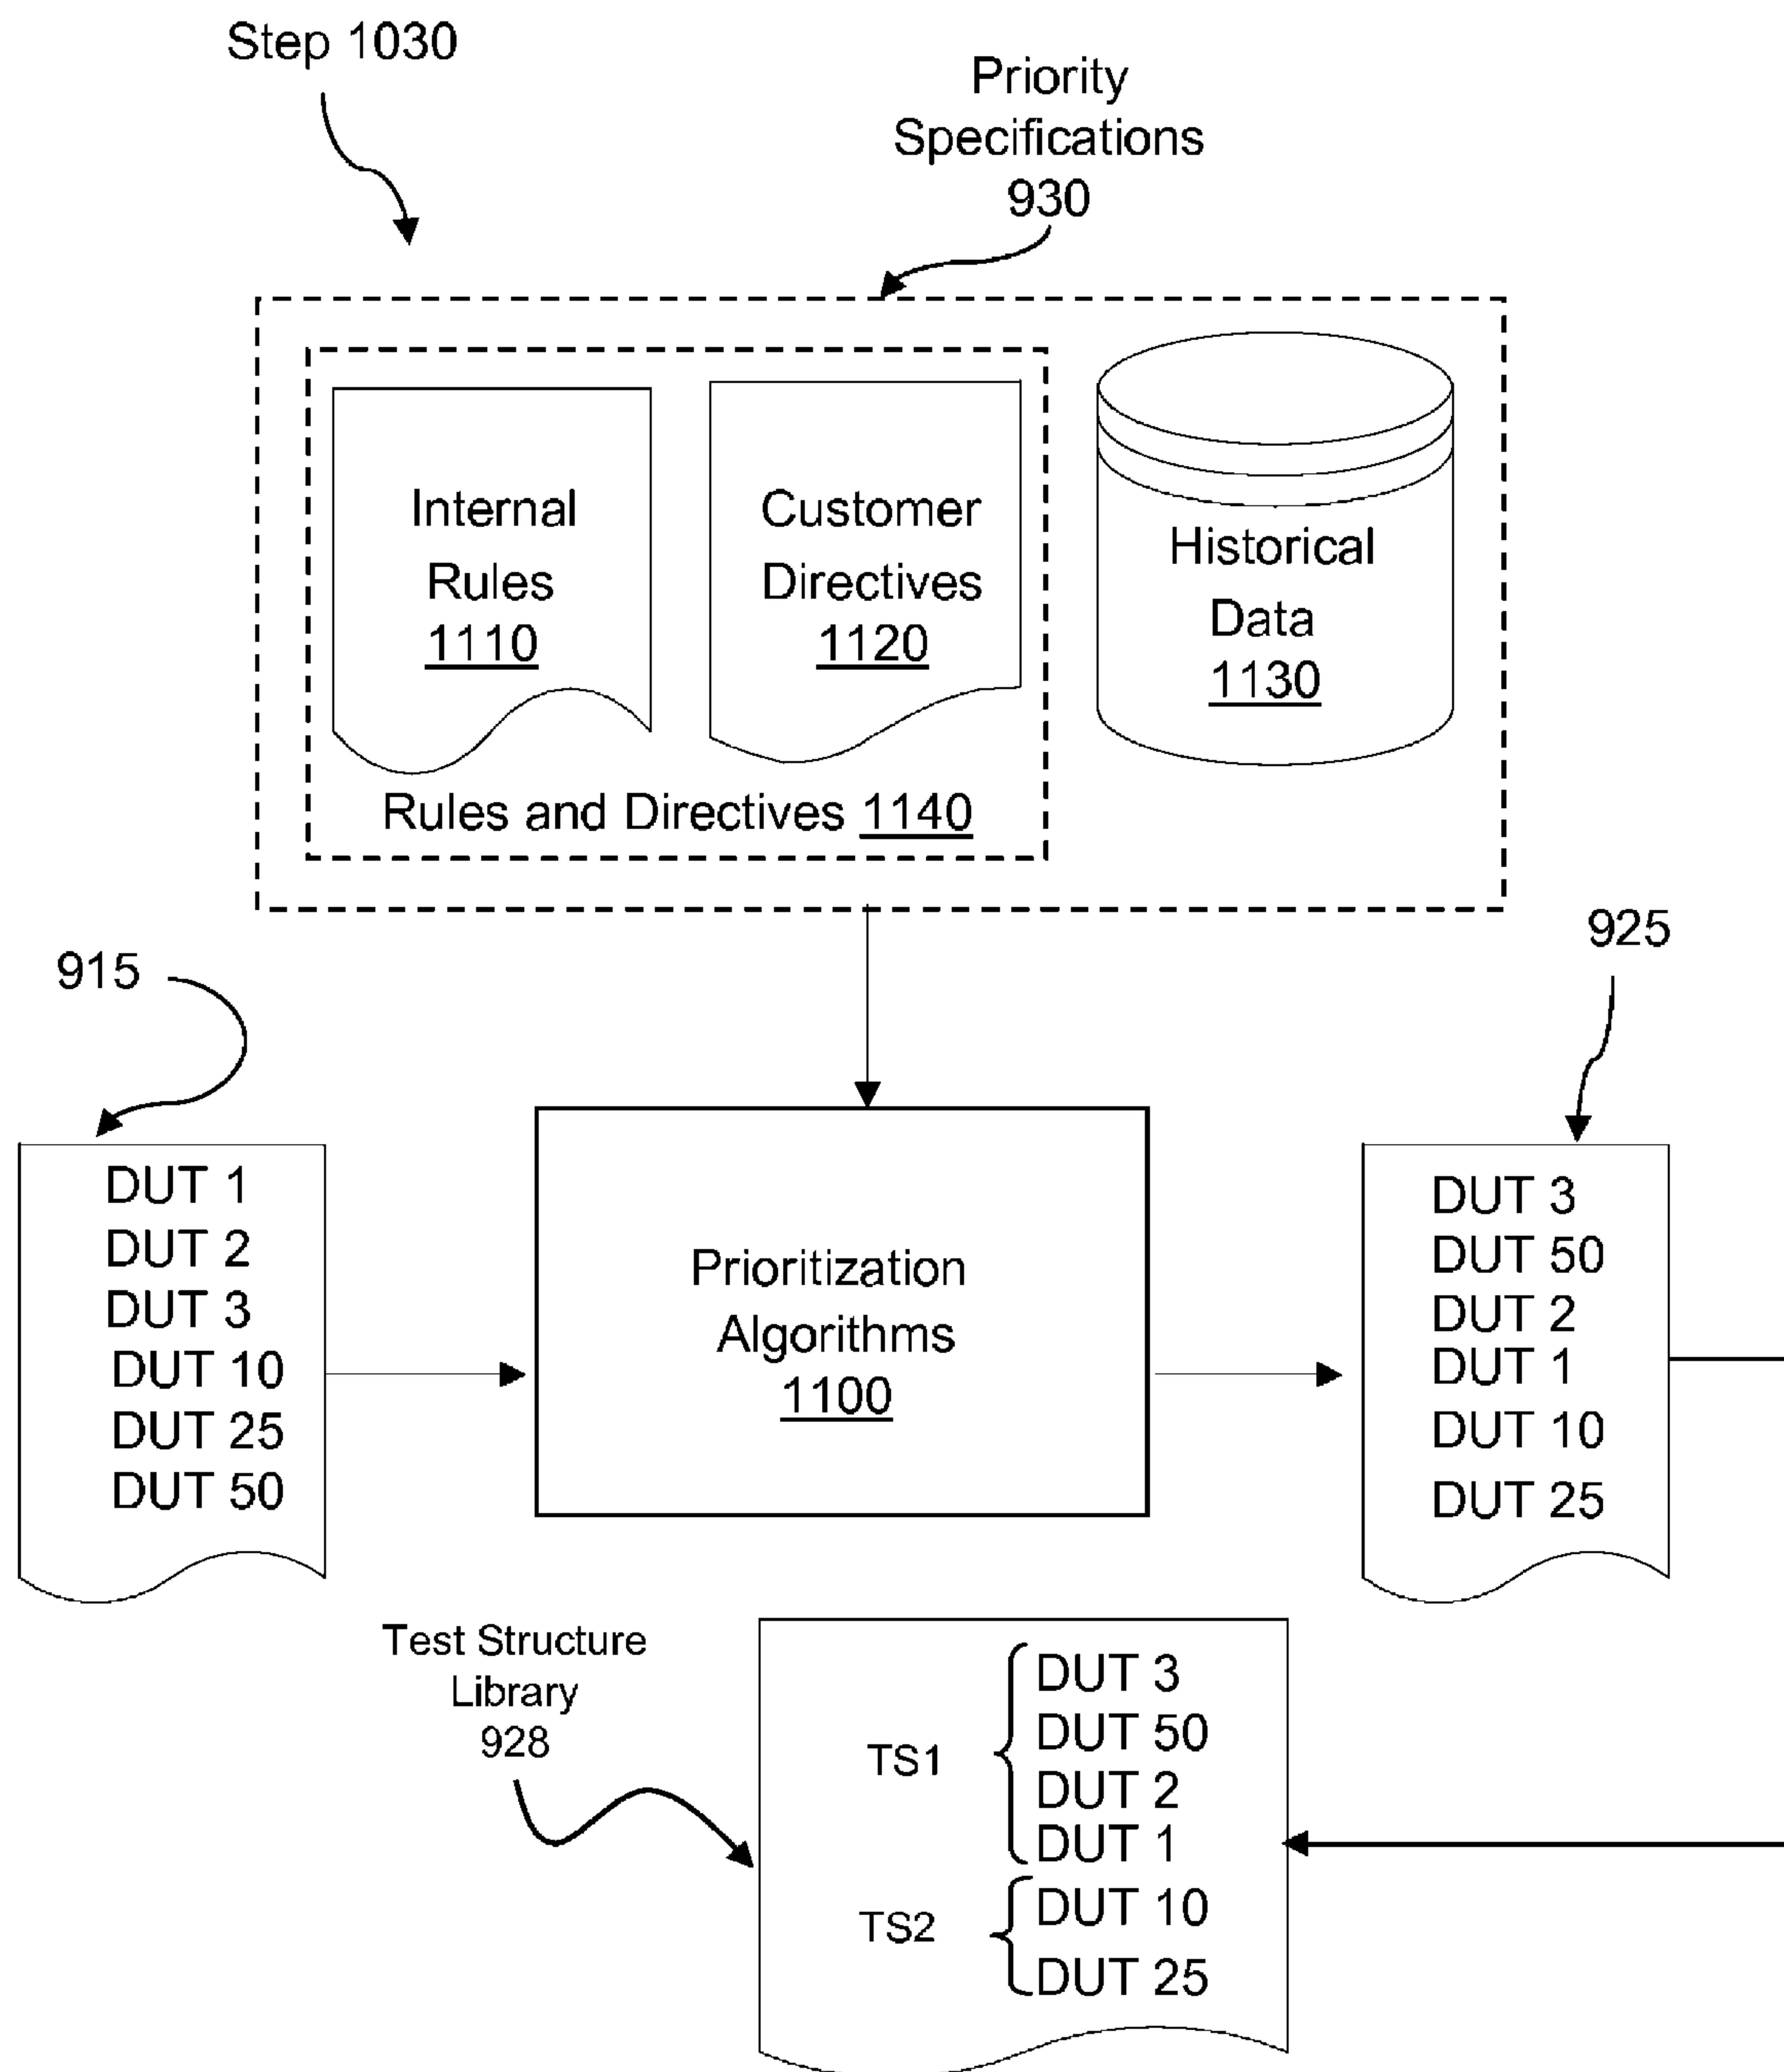 Step 1030
Priority
Specifications
930
Internal
Rules
1110
Customer
Directives
1120
Historical
Data
1130
Rules and Directives 1140
915
925
DUT 1
DUT 2
DUT 3
DUT 10
DUT 25
DUT 50
Prioritization
Algorithms
1100
DUT 3
DUT 50
DUT 2
DUT 1
DUT 10
DUT 25
Test Structure
Library
928
TS1
DUT 3
DUT 50
DUT 2
DUT 1
TS2
DUT 10
DUT 25